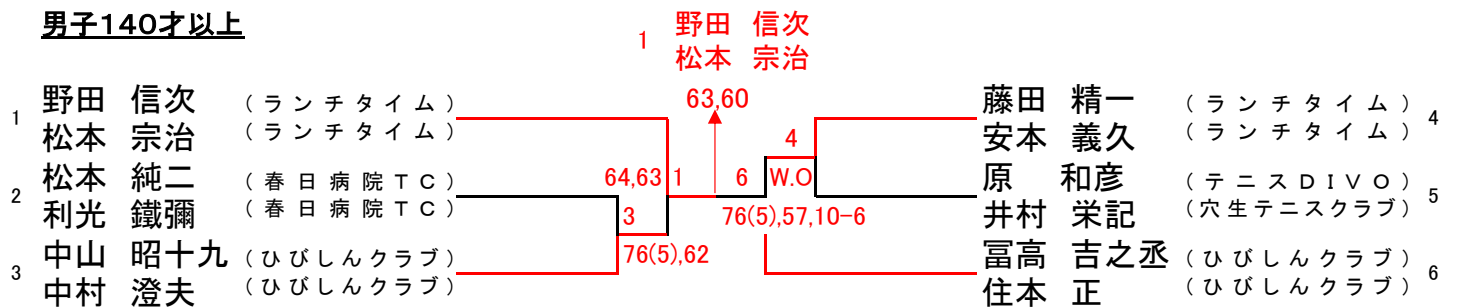 男子140才以上
1
野田 信次
松本 宗治
63,60
1
野田 信次 (ランチタイム)
松本 宗治 (ランチタイム)
2
松本 純二 (春日病院TC)
利光 鐵彌 (春日病院TC)
3
中山 昭十九 (ひびしんクラブ)
中村 澄夫 (ひびしんクラブ)
64,63 1
3
76(5),62
6
4
W.O
76(5),57,10-6
藤田 精一 (ランチタイム)
安本 義久 (ランチタイム)
4
原 和彦 (テニスDIVO)
井村 栄記 (穴生テニスクラブ)
5
冨高 吉之丞 (ひびしんクラブ)
住本 正 (ひびしんクラブ)
6